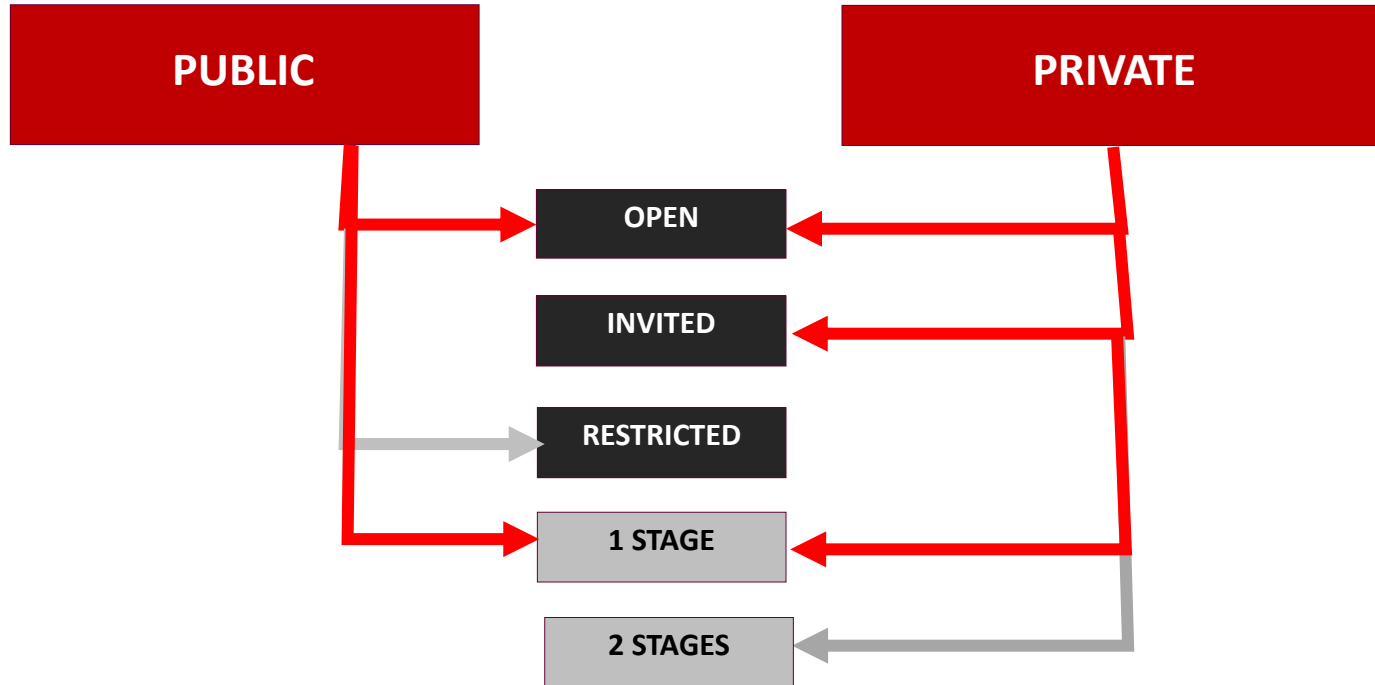 PUBLIC
PRIVATE
OPEN
INVITED
RESTRICTED
1 STAGE
2 STAGES